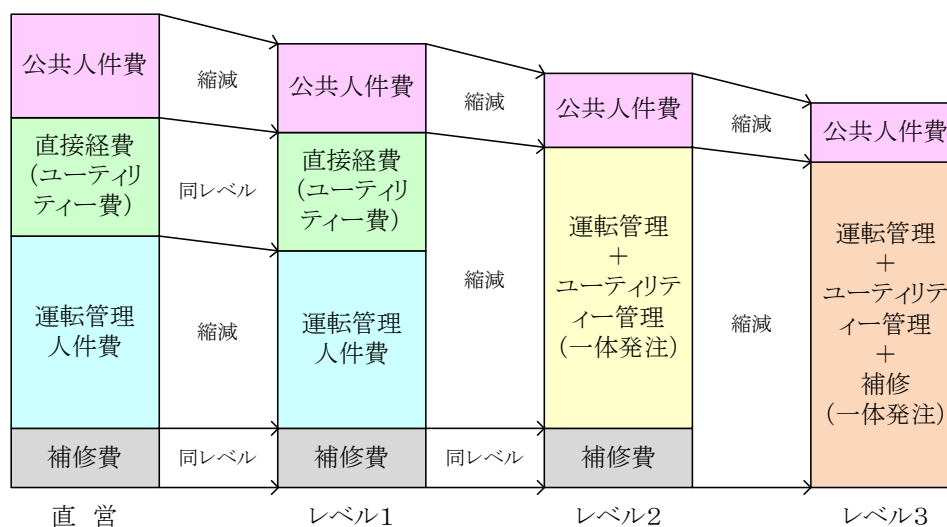 公共人件費
直接経費
(ユーティリ
ティー費)
運転管理
人件費
補修費
直 営
縮減
同レベル
縮減
同レベル
公共人件費
直接経費
(ユーティリ
ティー費)
運転管理
人件費
補修費
レベル1
縮減
縮減
同レベル
公共人件費
運転管理
＋
ユーティリテ
ィー管理
(一体発注)
補修費
レベル2
縮減
縮減
公共人件費
運転管理
＋
ユーティリテ
ィー管理
＋
補修
(一体発注)
レベル3